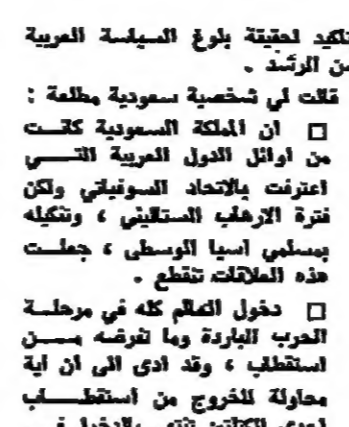 تاكيد لحقيقة بلوغ السياسة العربية
سن الرشد .
قالت لي شخصية سعودية مطلعة :
□ ان المملكة السعودية كانت
من اوائل الدول العربية التي
اعترفت بالاتحاد السوفياتي ولكن
فترة الارهاب الستاليني ، وتنكيله
بمسلمي اسيا الوسطى ، جعلت
هذه العلاقات تنقطع .
□ دخول العالم كله في مرحلة
الحرب الباردة وما تفرضه من
استقطاب ، وقد ادى الى ان اية
محاولة للخروج من استقطاب